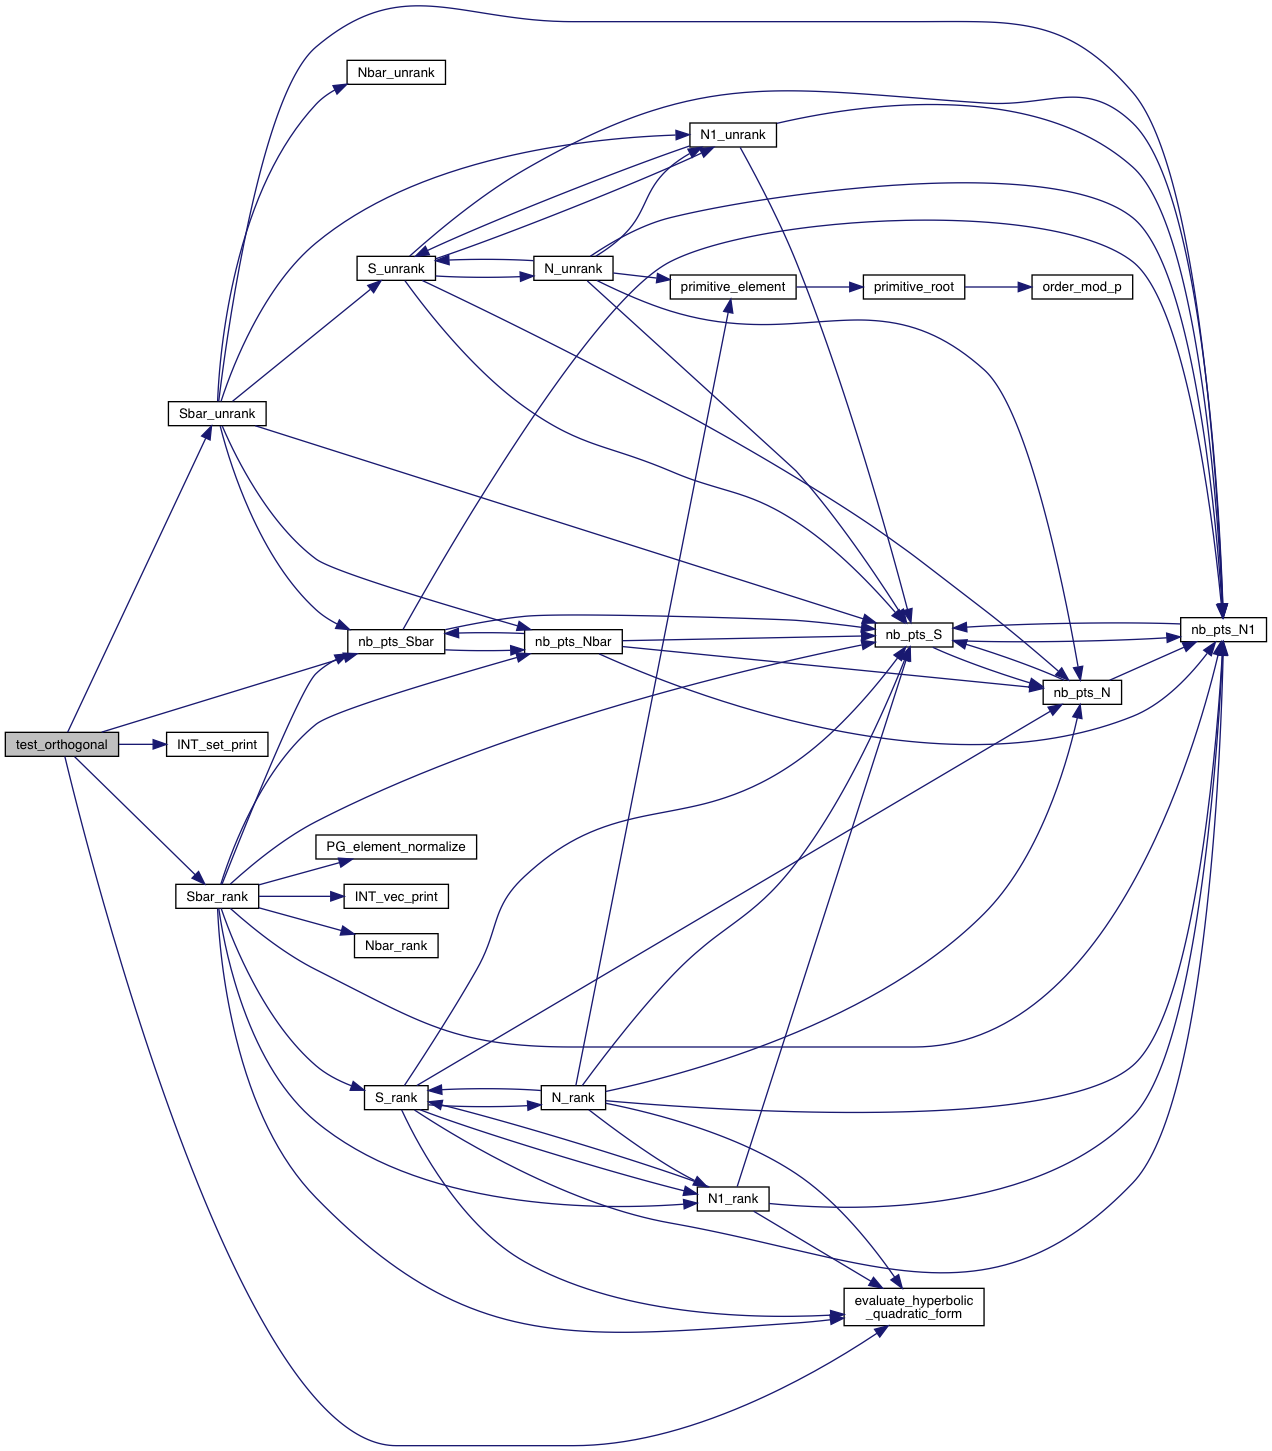 Nbar_unrank
N1_unrank
S_unrank
N_unrank
primitive_element
primitive_root
order_mod_p
Sbar_unrank
nb_pts_Sbar
nb_pts_Nbar
nb_pts_S
nb_pts_N1
nb_pts_N
test_orthogonal
INT_set_print
PG_element_normalize
Sbar_rank
INT_vec_print
Nbar_rank
S_rank
N_rank
N1_rank
evaluate_hyperbolic
_quadratic_form